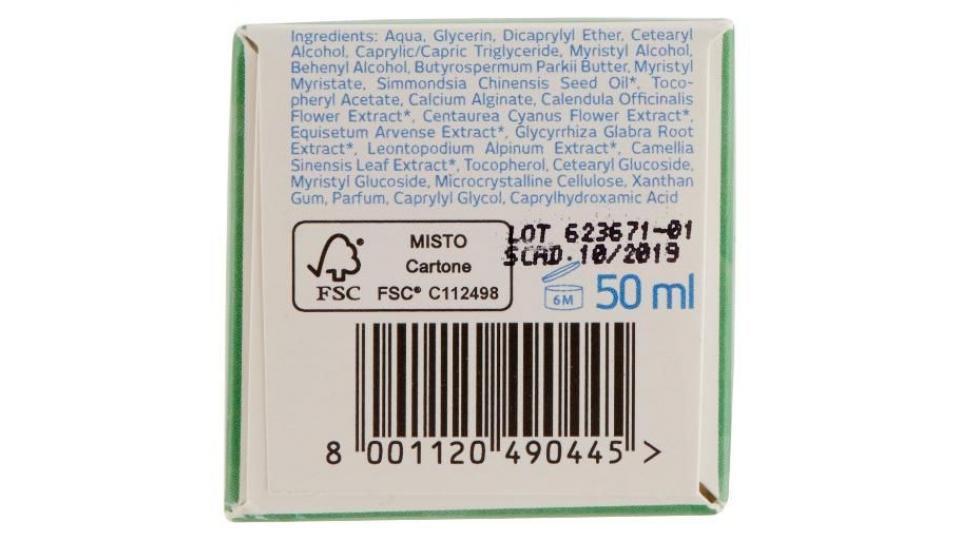 Ingredients: Aqua, Glycerin, Dicaprylyl Ether, Cetearyl
Alcohol, Caprylic/Capric Triglyceride, Myristyl Alcohol,
Behenyl Alcohol, Butyrospermum Parkii Butter, Myristyl
Myristate, Simmondsia Chinensis Seed Oil*, Toco-
pheryl Acetate, Calcium Alginate, Calendula Officinalis
Flower Extract*, Centaurea Cyanus Flower Extract*,
Equisetum Arvense Extract*, Glycyrrhiza Glabra Root
Extract*, Leontopodium Alpinum Extract*, Camellia
Sinensis Leaf Extract*, Tocopherol, Cetearyl Glucoside,
Myristyl Glucoside, Microcrystalline Cellulose, Xanthan
Gum, Parfum, Caprylyl Glycol, Caprylhydroxamic Acid
LOT 623671-01
SCAD.10/2019
MISTO
Cartone
FSC FSC® C112498
6M 50 ml
8 001120 490445 >